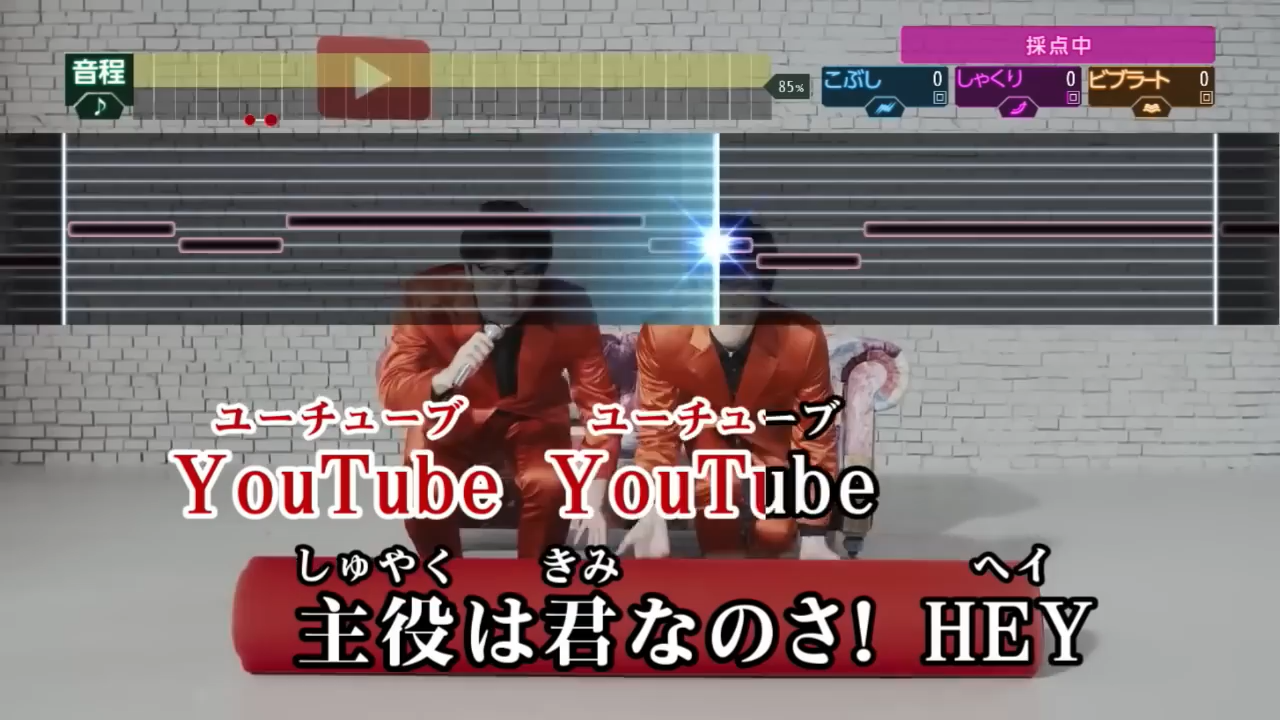 採点中
音程
85%
こぶし 0
しゃくり 0
ビブラート 0
ユーチューブ ユーチューブ
YouTube YouTube
しゅやく きみ ヘイ
主役は君なのさ! HEY